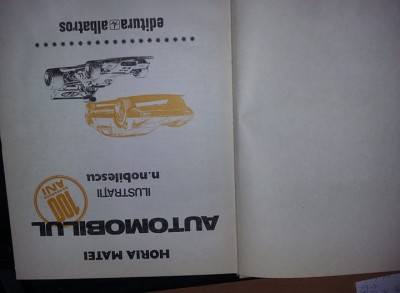 HORIA MATEI
AUTOMOBILUL
100 ANI
ILUSTRAȚII
n.nobilescu
editura albatros